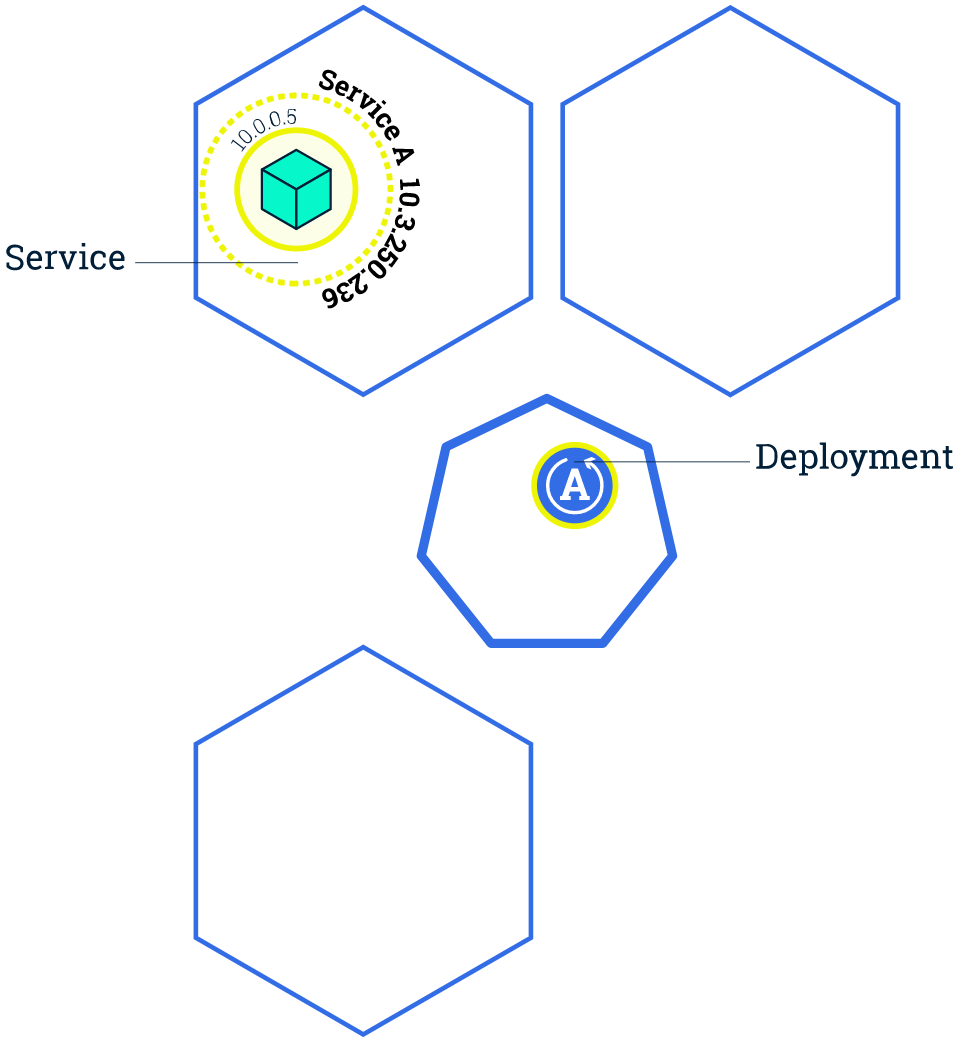 Service A 10.3.250.236
10.0.0.5
Service
Deployment
A